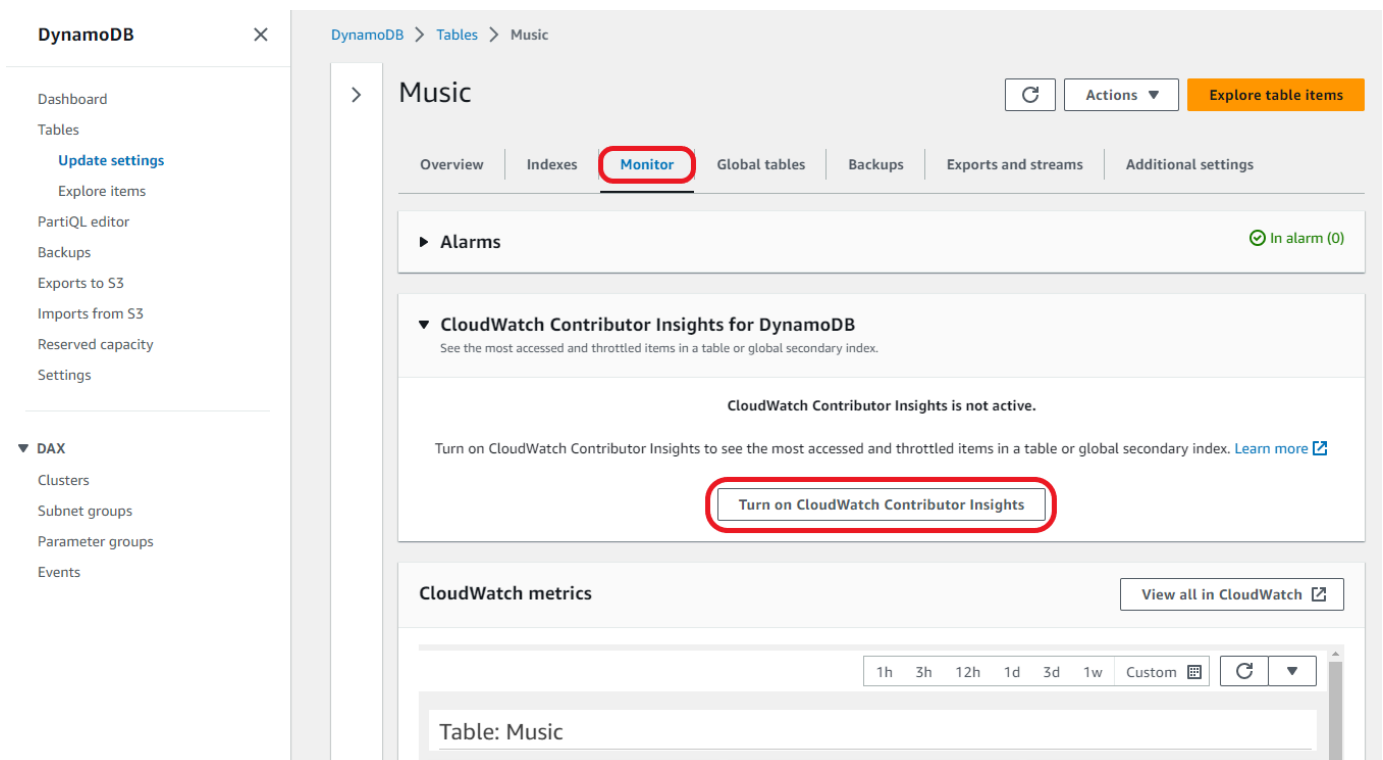 DynamoDB
Dashboard
Tables
Update settings
Explore items
PartiQL editor
Backups
Exports to S3
Imports from S3
Reserved capacity
Settings
DAX
Clusters
Subnet groups
Parameter groups
Events
DynamoDB > Tables > Music
Music
Actions
Explore table items
Overview Indexes Monitor Global tables Backups Exports and streams Additional settings
Alarms
In alarm (0)
CloudWatch Contributor Insights for DynamoDB
See the most accessed and throttled items in a table or global secondary index.
CloudWatch Contributor Insights is not active.
Turn on CloudWatch Contributor Insights to see the most accessed and throttled items in a table or global secondary index. Learn more
Turn on CloudWatch Contributor Insights
CloudWatch metrics
View all in CloudWatch
1h 3h 12h 1d 3d 1w Custom
Table: Music